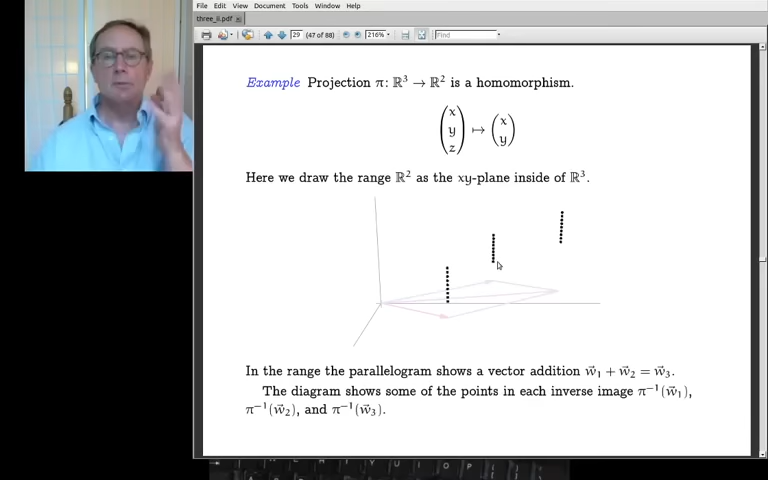 File Edit View Document Tools Window Help
three_ii.pdf
29 (47 of 88) 216% Find
Example Projection π: ℝ³ → ℝ² is a homomorphism.
(x y z) ↦ (x y)
Here we draw the range ℝ² as the xy-plane inside of ℝ³.
In the range the parallelogram shows a vector addition w⃗₁ + w⃗₂ = w⃗₃.
The diagram shows some of the points in each inverse image π⁻¹(w⃗₁),
π⁻¹(w⃗₂), and π⁻¹(w⃗₃).
Y U I O P